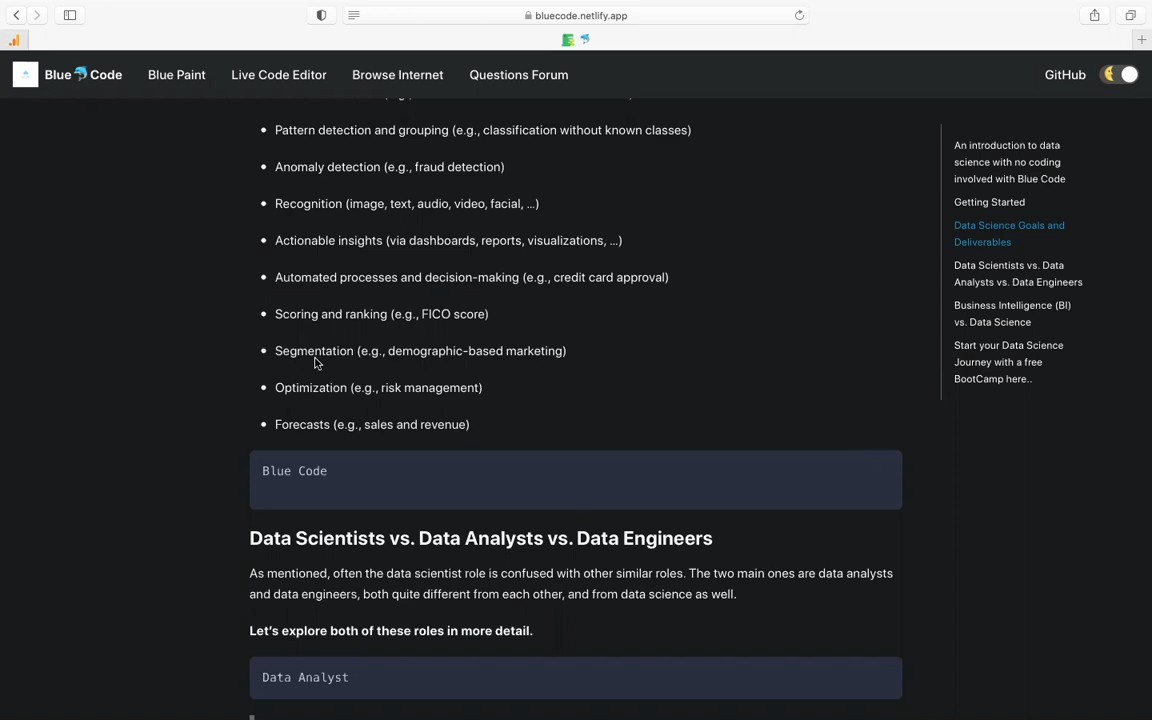 bluecode.netlify.app
Blue🐬Code Blue Paint Live Code Editor Browse Internet Questions Forum GitHub
Pattern detection and grouping (e.g., classification without known classes)
Anomaly detection (e.g., fraud detection)
Recognition (image, text, audio, video, facial, ...)
Actionable insights (via dashboards, reports, visualizations, ...)
Automated processes and decision-making (e.g., credit card approval)
Scoring and ranking (e.g., FICO score)
Segmentation (e.g., demographic-based marketing)
Optimization (e.g., risk management)
Forecasts (e.g., sales and revenue)
Blue Code
Data Scientists vs. Data Analysts vs. Data Engineers
As mentioned, often the data scientist role is confused with other similar roles. The two main ones are data analysts
and data engineers, both quite different from each other, and from data science as well.
Let's explore both of these roles in more detail.
Data Analyst
An introduction to data
science with no coding
involved with Blue Code
Getting Started
Data Science Goals and
Deliverables
Data Scientists vs. Data
Analysts vs. Data Engineers
Business Intelligence (BI)
vs. Data Science
Start your Data Science
Journey with a free
BootCamp here..